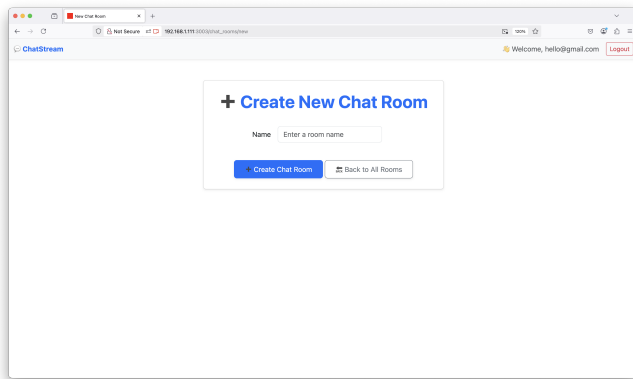 New Chat Room
Not Secure 192.168.1.111:3003/chat_rooms/new 120%
ChatStream
Welcome, hello@gmail.com Logout
Create New Chat Room
Name Enter a room name
Create Chat Room Back to All Rooms